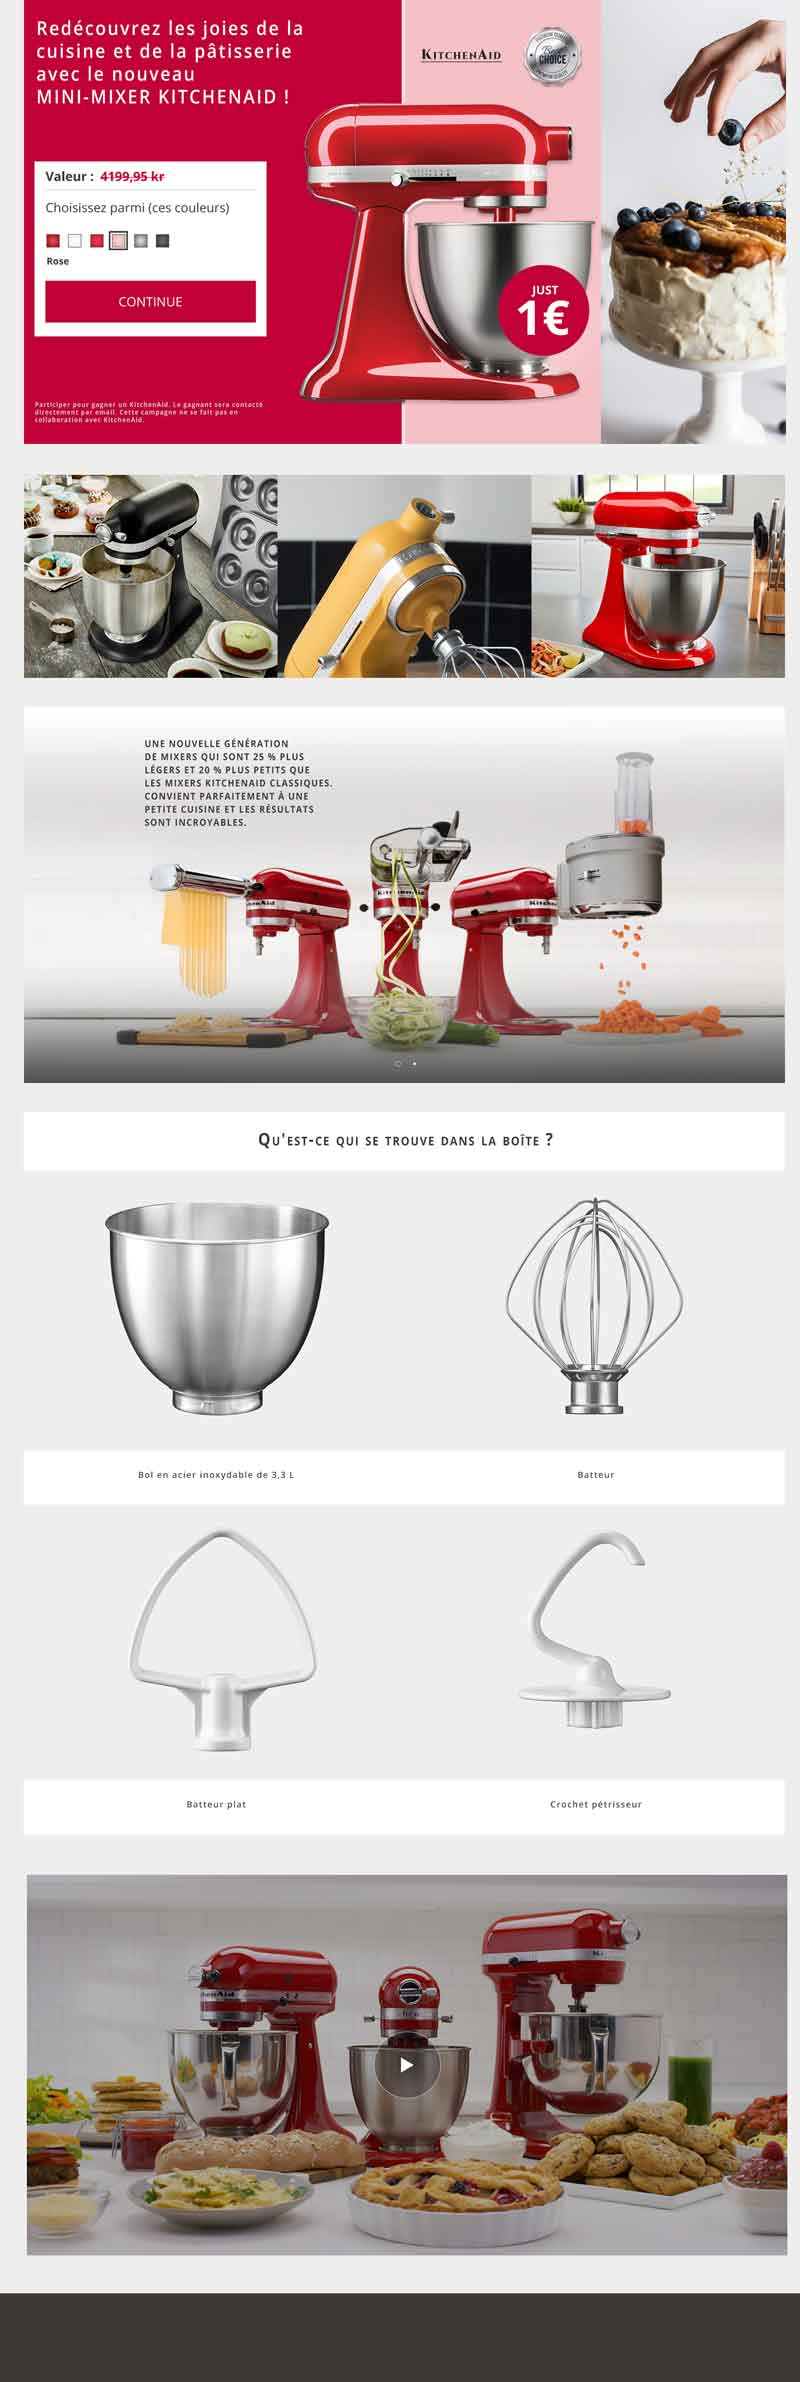 Redécouvrez les joies de la
cuisine et de la pâtisserie
avec le nouveau
MINI-MIXER KITCHENAID !
KITCHENAID
CHOICE
Valeur : 4199,95 kr
Choisissez parmi (ces couleurs)
Rose
CONTINUE
JUST
1€
Participer pour gagner un KitchenAid. Le gagnant sera contacté
directement par email. Cette campagne ne se fait pas en
collaboration avec KitchenAid.
UNE NOUVELLE GÉNÉRATION
DE MIXERS QUI SONT 25 % PLUS
LÉGERS ET 20 % PLUS PETITS QUE
LES MIXERS KITCHENAID CLASSIQUES.
CONVIENT PARFAITEMENT À UNE
PETITE CUISINE ET LES RÉSULTATS
SONT INCROYABLES.
Qu'est-ce qui se trouve dans la boîte ?
Bol en acier inoxydable de 3,3 L
Batteur
Batteur plat
Crochet pétrisseur